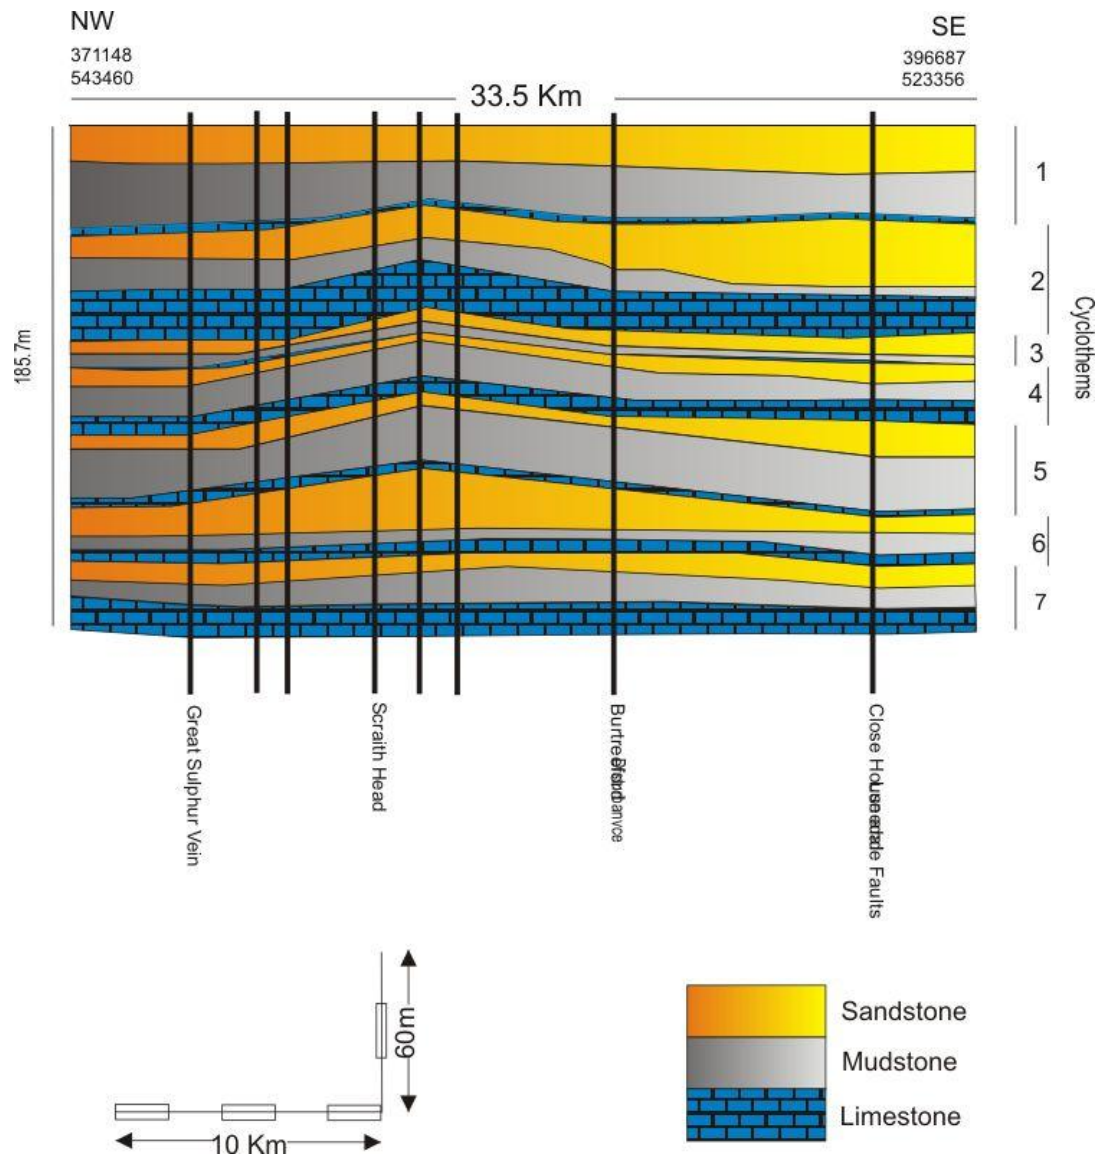 NW
371148
543460
SE
396687
523356
33.5 Km
185.7m
1
2
3
4
5
6
7
Cyclothems
Great Sulphur Vein
Scraith Head
Burtreeford
Close House
Faults
60m
10 Km
Sandstone
Mudstone
Limestone